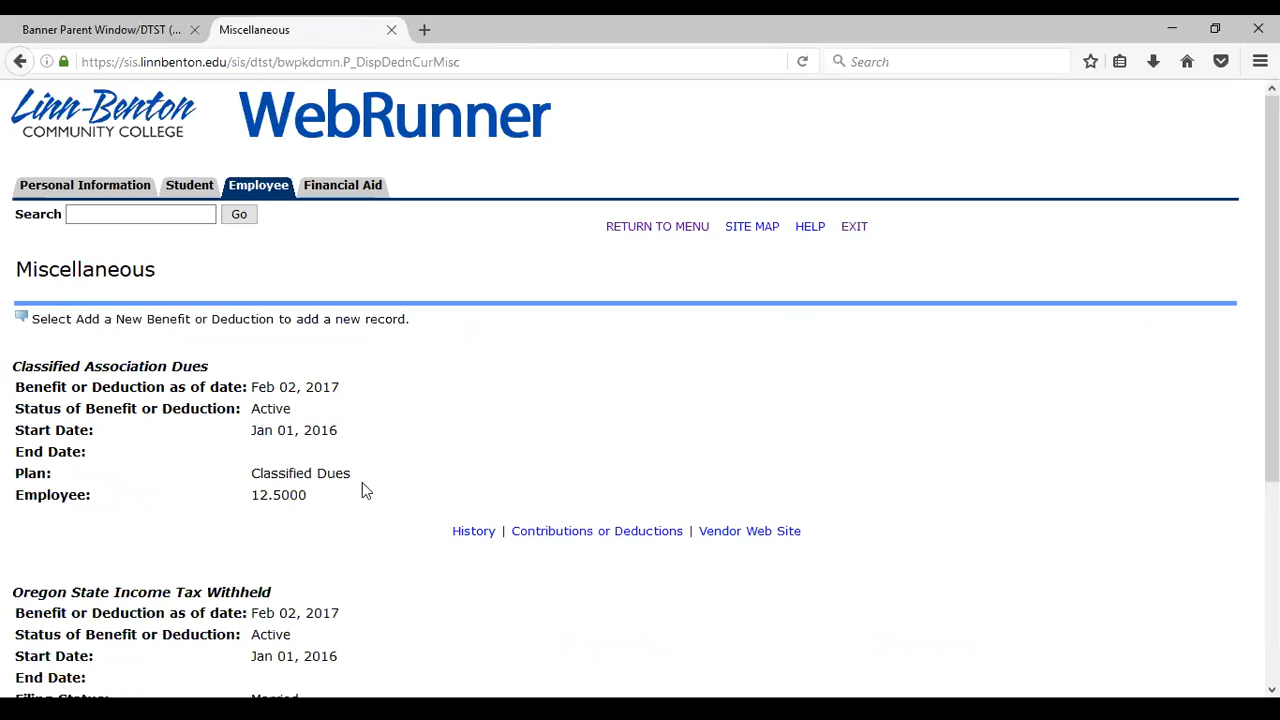 Banner Parent Window/DTST (...
Miscellaneous
https://sis.linnbenton.edu/sis/dtst/bwpkdcmn.P_DispDednCurMisc
Search
Linn-Benton
COMMUNITY COLLEGE
WebRunner
Personal Information
Student
Employee
Financial Aid
Search
Go
RETURN TO MENU
SITE MAP
HELP
EXIT
Miscellaneous
Select Add a New Benefit or Deduction to add a new record.
Classified Association Dues
Benefit or Deduction as of date: Feb 02, 2017
Status of Benefit or Deduction: Active
Start Date: Jan 01, 2016
End Date:
Plan: Classified Dues
Employee: 12.5000
History | Contributions or Deductions | Vendor Web Site
Oregon State Income Tax Withheld
Benefit or Deduction as of date: Feb 02, 2017
Status of Benefit or Deduction: Active
Start Date: Jan 01, 2016
End Date:
Filing Status: Married